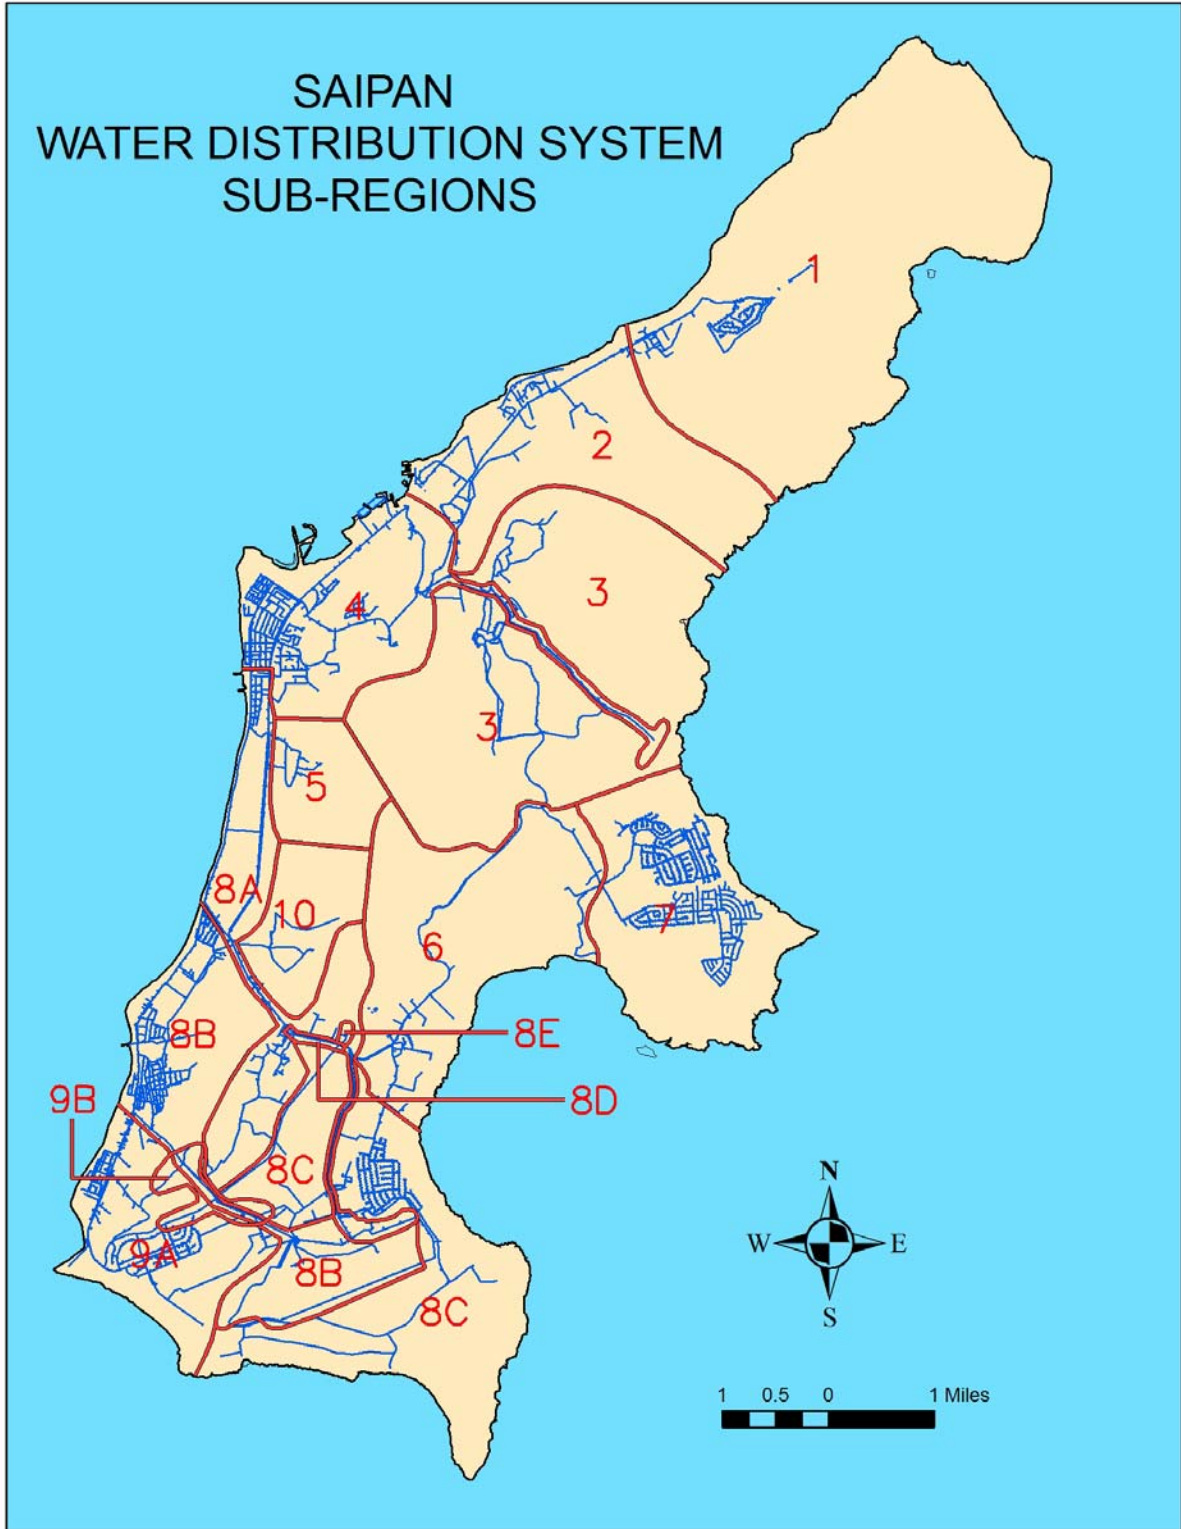 SAIPAN
WATER DISTRIBUTION SYSTEM
SUB-REGIONS
1
2
3
4
3
5
8A
10
7
6
8B
8E
9B
8D
8C
N
W E
S
9A
8B
8C
1 0.5 0 1 Miles